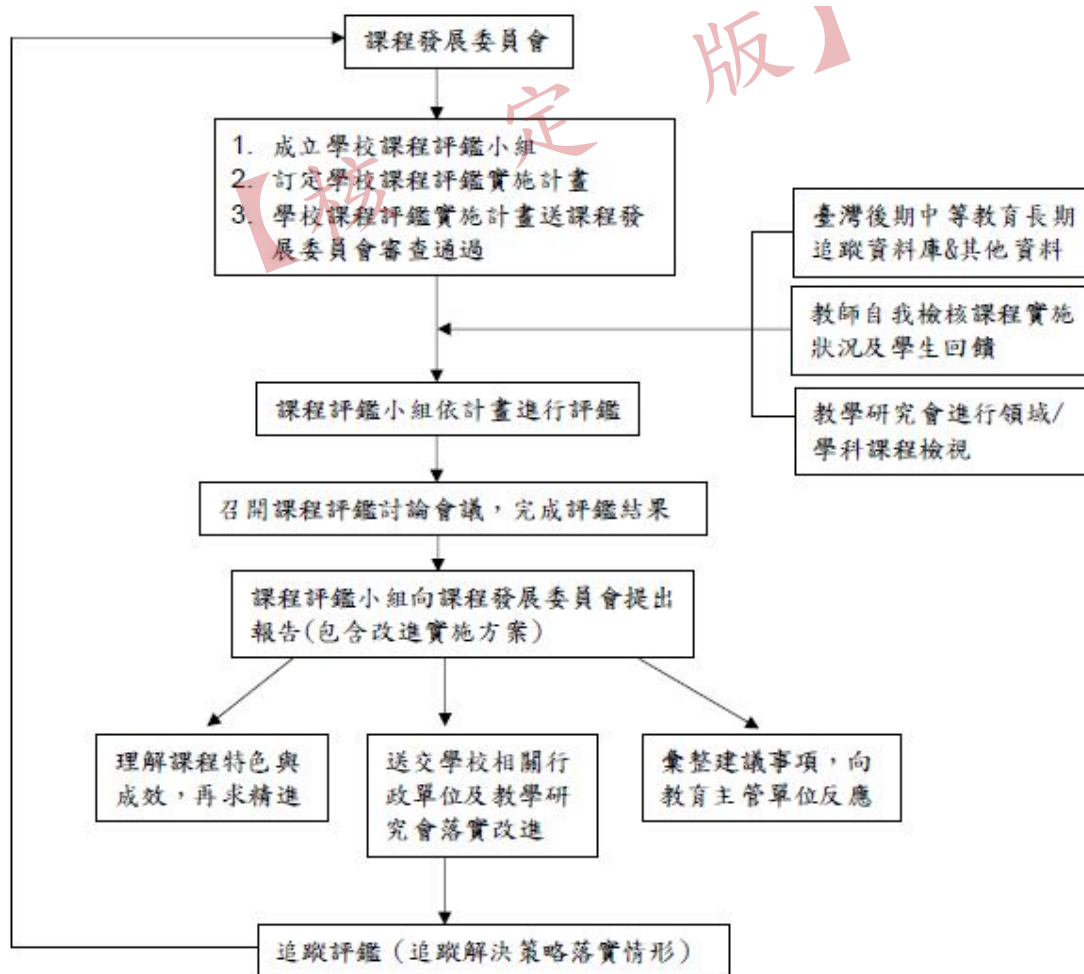 【核定版】
課程發展委員會
1. 成立學校課程評鑑小組
2. 訂定學校課程評鑑實施計畫
3. 學校課程評鑑實施計畫送課程發
展委員會審查通過
臺灣後期中等教育長期
追蹤資料庫&其他資料
教師自我檢核課程實施
狀況及學生回饋
教學研究會進行領域/
學科課程檢視
課程評鑑小組依計畫進行評鑑
召開課程評鑑討論會議，完成評鑑結果
課程評鑑小組向課程發展委員會提出
報告(包含改進實施方案)
理解課程特色與
成效，再求精進
送交學校相關行
政單位及教學研
究會落實改進
彙整建議事項，向
教育主管單位反應
追蹤評鑑（追蹤解決策略落實情形）